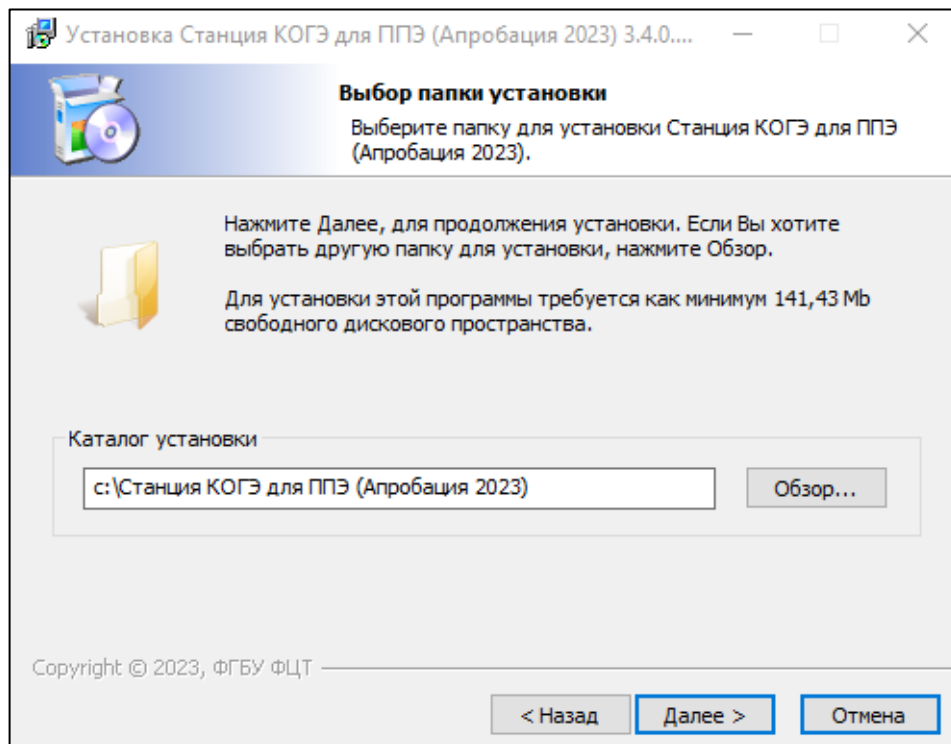 Установка Станция КОГЭ для ППЭ (Апробация 2023) 3.4.0....
Выбор папки установки
Выберите папку для установки Станция КОГЭ для ППЭ
(Апробация 2023).
Нажмите Далее, для продолжения установки. Если Вы хотите
выбрать другую папку для установки, нажмите Обзор.
Для установки этой программы требуется как минимум 141,43 Mb
свободного дискового пространства.
Каталог установки
c:\Станция КОГЭ для ППЭ (Апробация 2023)
Обзор...
Copyright © 2023, ФГБУ ФЦТ
< Назад
Далее >
Отмена